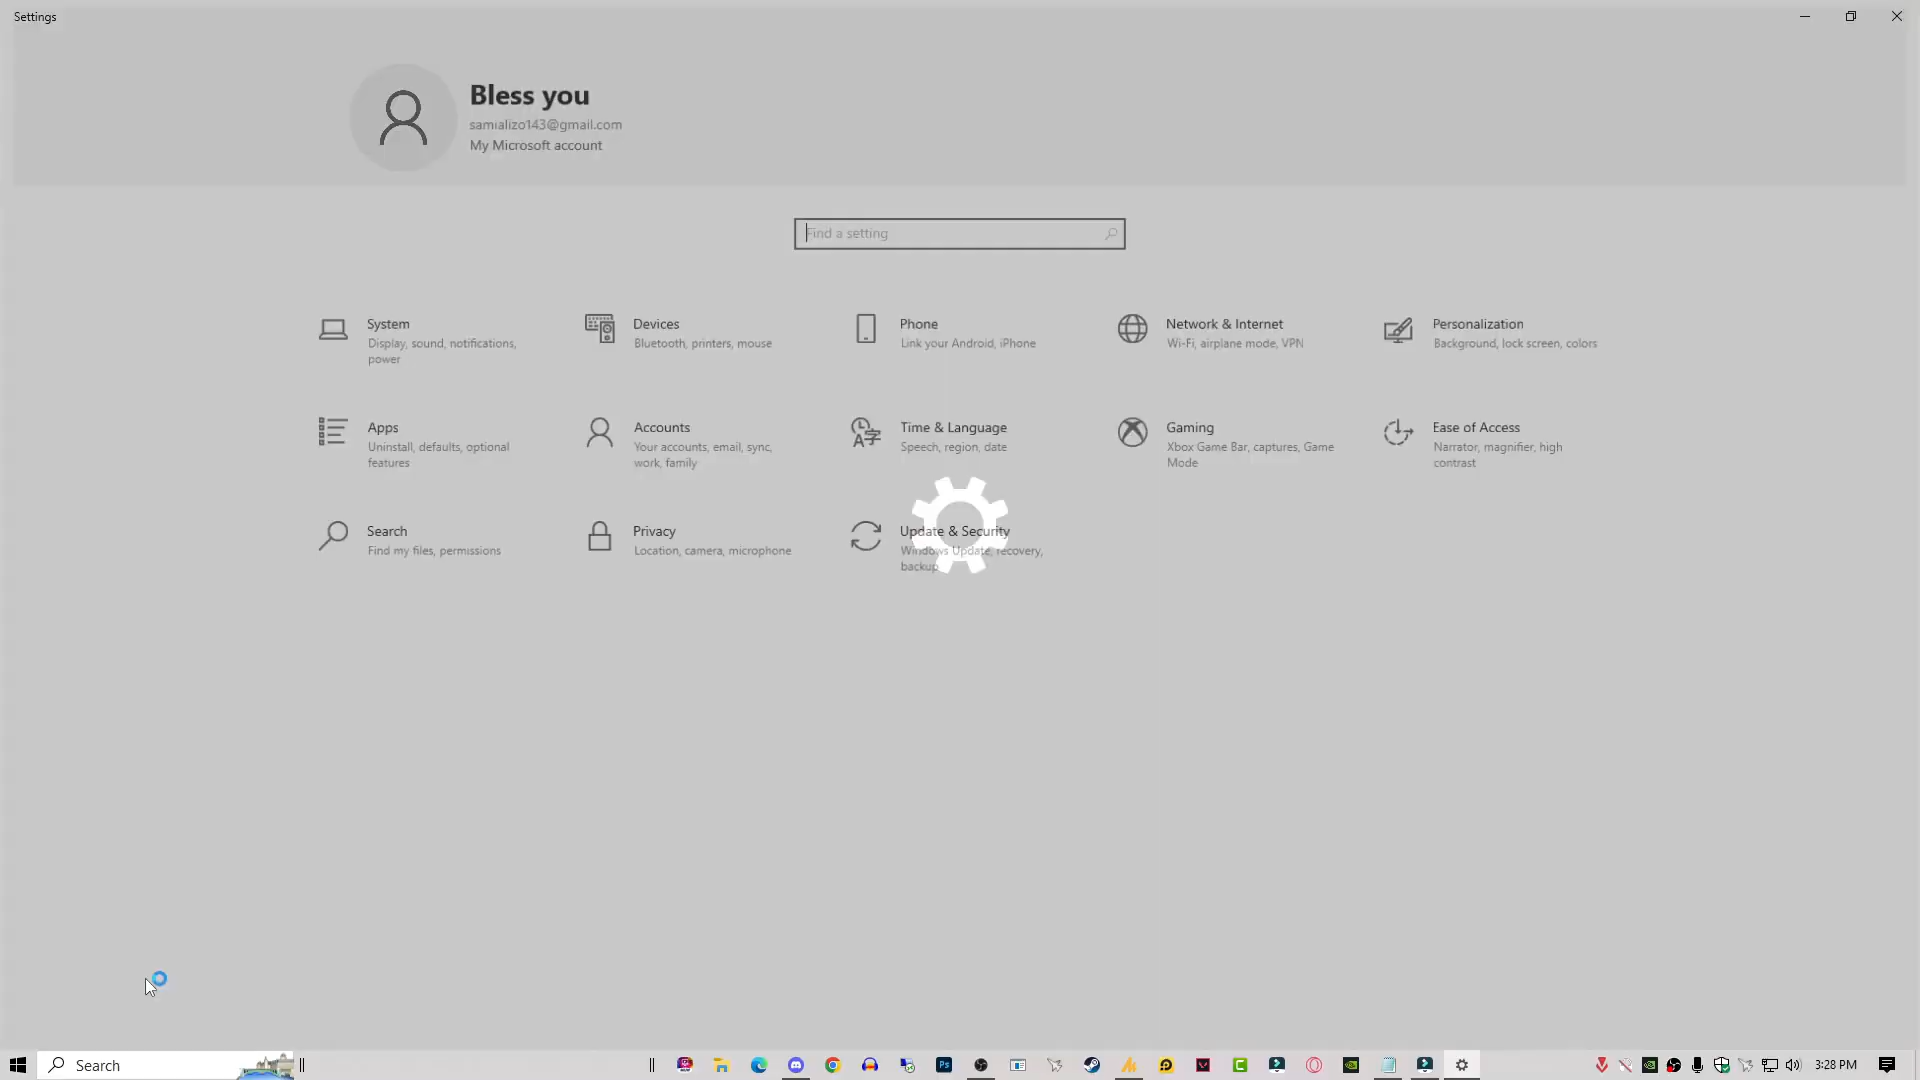 Settings
Bless you
samializo143@gmail.com
My Microsoft account
Find a setting
System
Display, sound, notifications,
power
Devices
Bluetooth, printers, mouse
Phone
Link your Android, iPhone
Network & Internet
Wi-Fi, airplane mode, VPN
Personalization
Background, lock screen, colors
Apps
Uninstall, defaults, optional
features
Accounts
Your accounts, email, sync,
work, family
Time & Language
Speech, region, date
Gaming
Xbox Game Bar, captures, Game
Mode
Ease of Access
Narrator, magnifier, high
contrast
Search
Find my files, permissions
Privacy
Location, camera, microphone
Update & Security
Windows Update, recovery,
backup
Search
Ps
3:28 PM